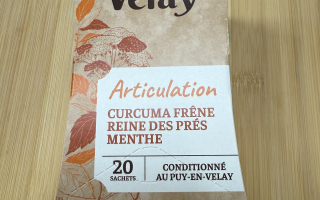 Velay
Articulation
CURCUMA FRÊNE
REINE DES PRÉS
MENTHE
20
SACHETS
CONDITIONNÉ
AU PUY-EN-VELAY